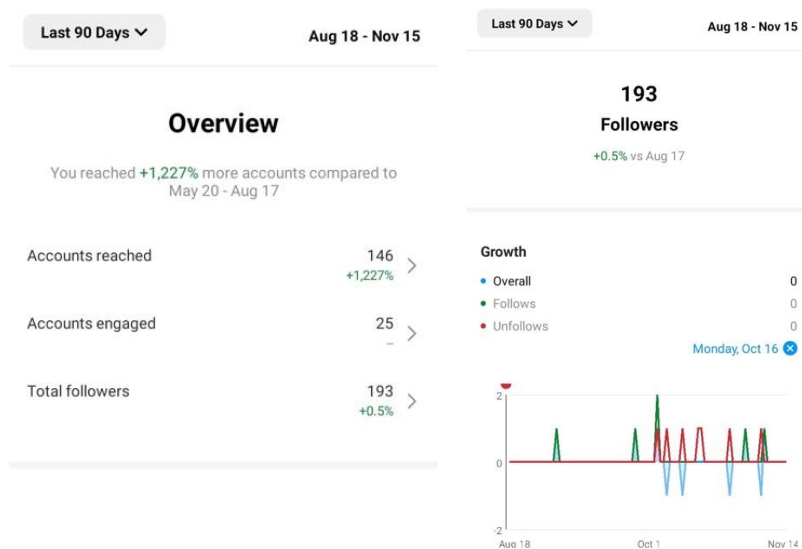 Last 90 Days
Aug 18 - Nov 15
Overview
You reached +1,227% more accounts compared to
May 20 - Aug 17
Accounts reached
146
+1,227%
Accounts engaged
25
–
Total followers
193
+0.5%
Last 90 Days
Aug 18 - Nov 15
193
Followers
+0.5% vs Aug 17
Growth
Overall 0
Follows 0
Unfollows 0
Monday, Oct 16
2
0
-2
Aug 18 Oct 1 Nov 14